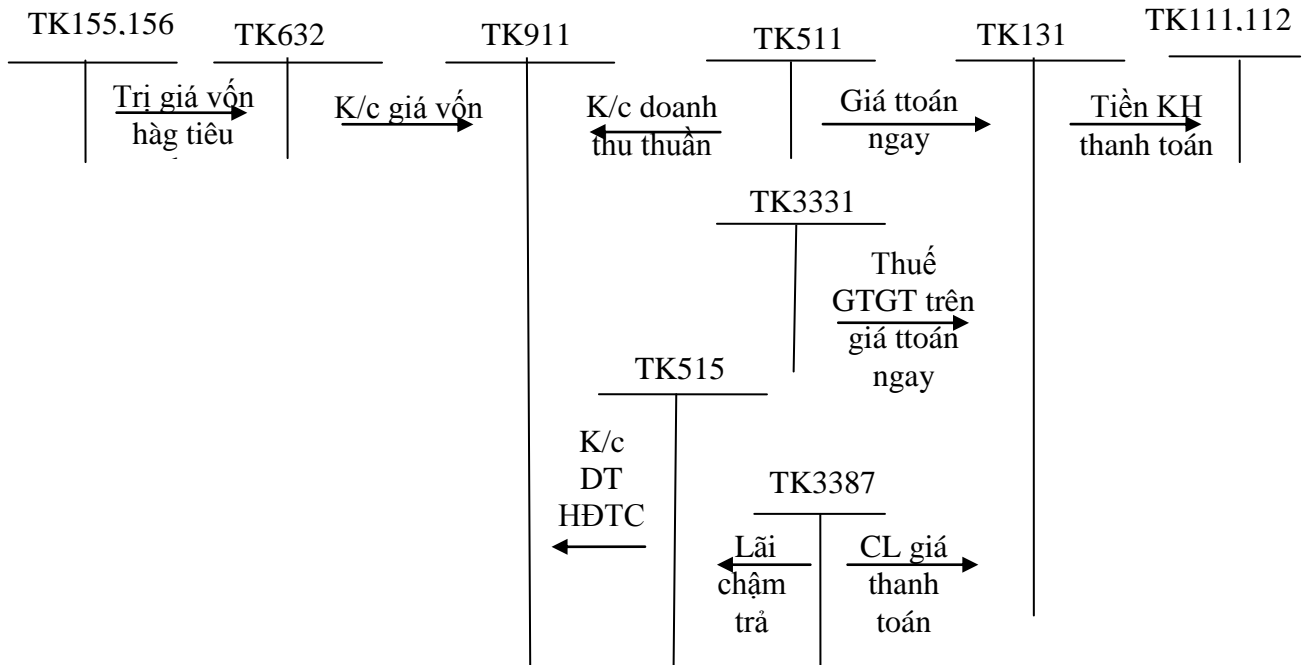 TK155,156
TK632
TK911
TK511
TK131
TK111,112
Trị giá vốn
hàg tiêu
K/c giá vốn
K/c doanh
thu thuần
Giá ttoán
ngay
Tiền KH
thanh toán
TK3331
Thuế
GTGT trên
giá ttoán
ngay
TK515
K/c
DT
HĐTC
TK3387
Lãi
chậm
trả
CL giá
thanh
toán